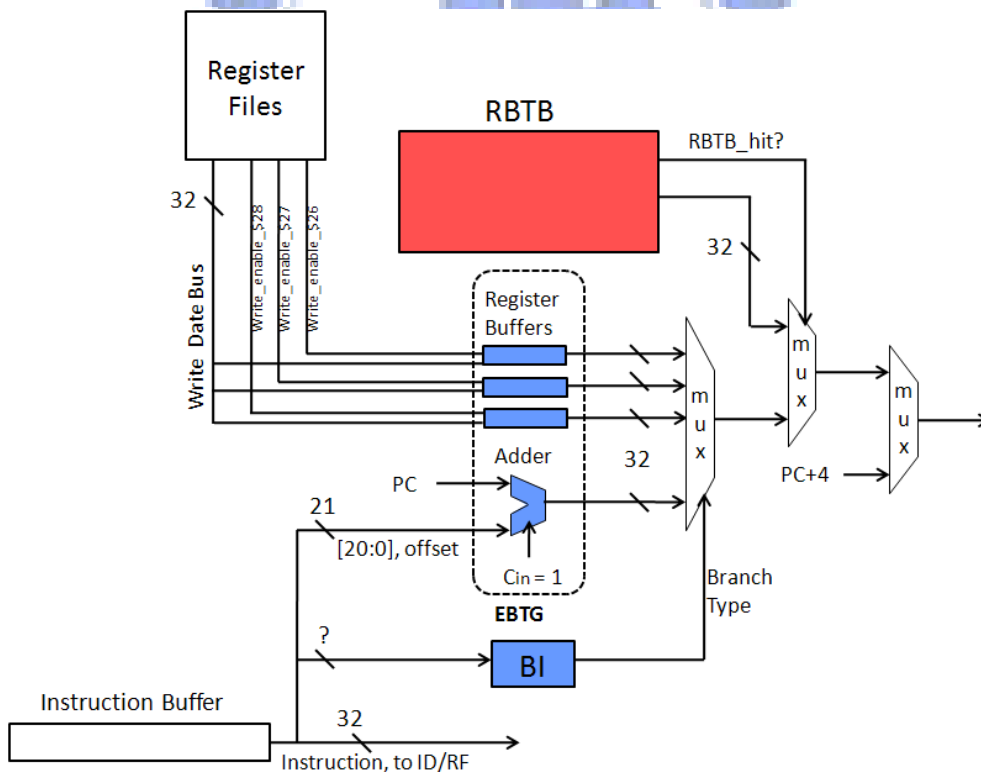 Register
Files
RBTB
RBTB_hit?
32
Write_enable_$28
Write_enable_$27
Write_enable_$26
Write Date Bus
32
Register
Buffers
m
u
x
m
u
x
m
u
x
Adder
32
PC
PC+4
21
[20:0], offset
Cin = 1
Branch
Type
EBTG
?
BI
Instruction Buffer
32
Instruction, to ID/RF